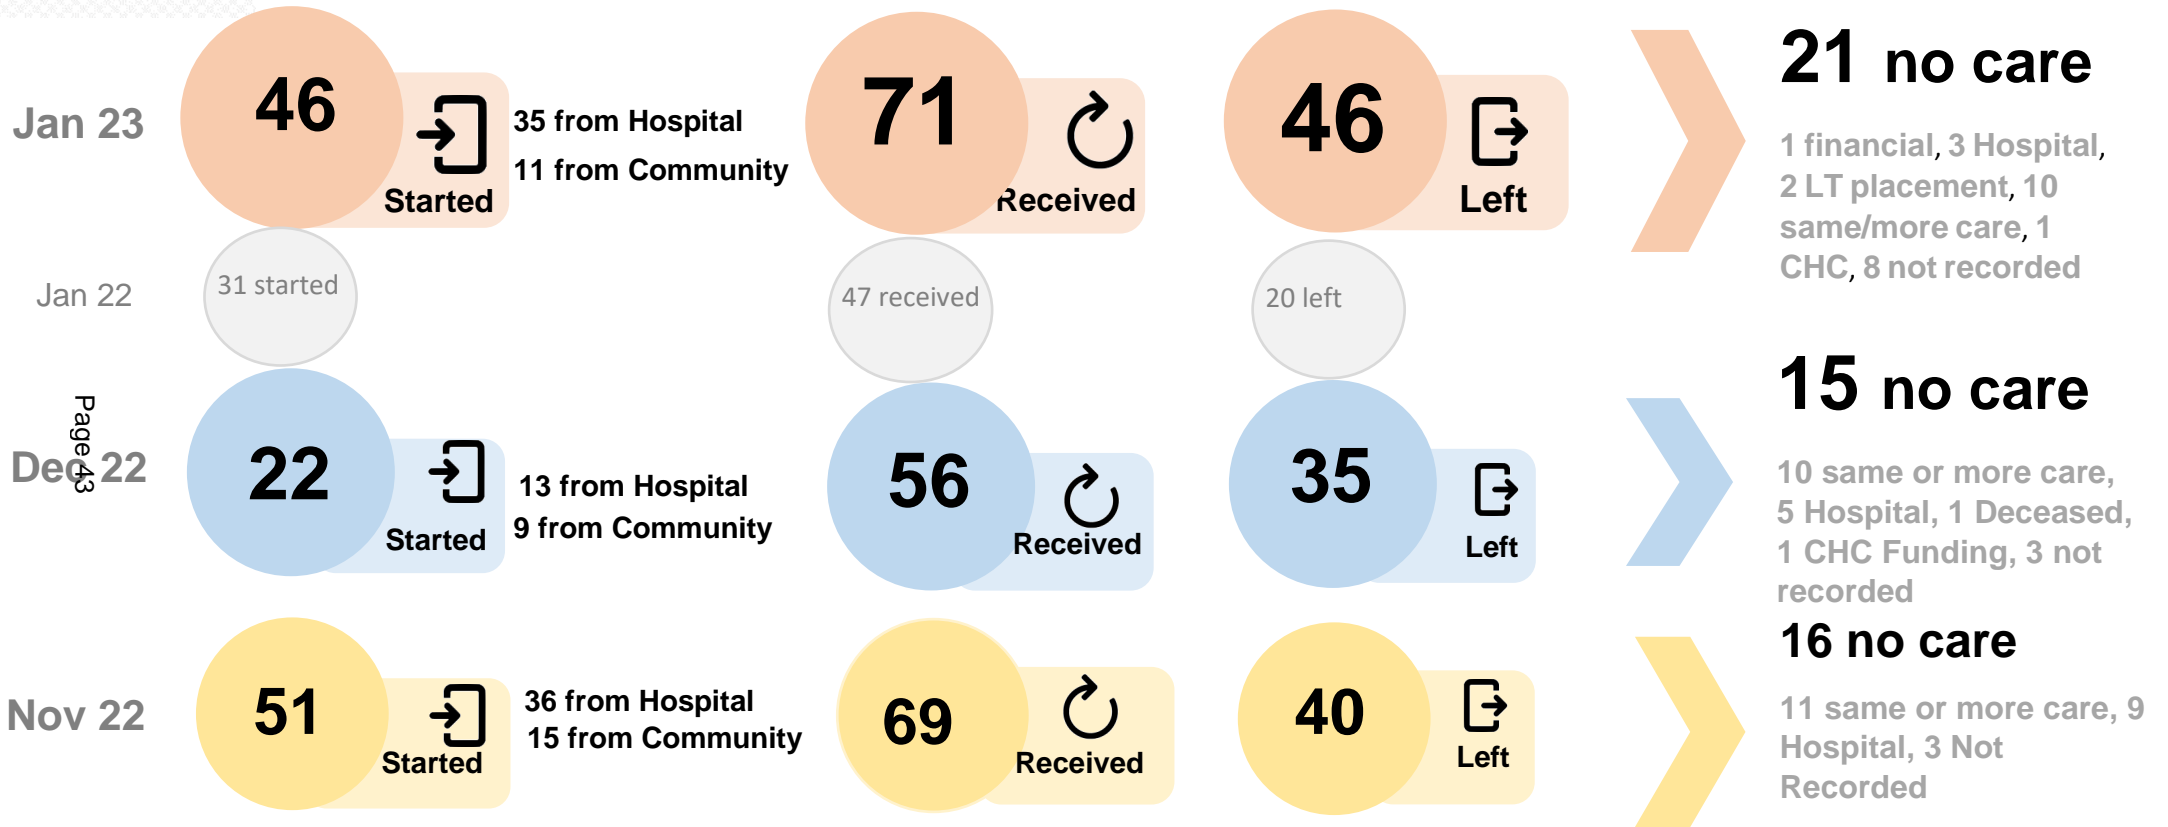 Jan 23
46
Started
35 from Hospital
11 from Community
71
Received
46
Left
21 no care
1 financial, 3 Hospital,
2 LT placement, 10
same/more care, 1
CHC, 8 not recorded
Jan 22
31 started
47 received
20 left
Page 43
Dec 22
22
Started
13 from Hospital
9 from Community
56
Received
35
Left
15 no care
10 same or more care,
5 Hospital, 1 Deceased,
1 CHC Funding, 3 not
recorded
Nov 22
51
Started
36 from Hospital
15 from Community
69
Received
40
Left
16 no care
11 same or more care, 9
Hospital, 3 Not
Recorded